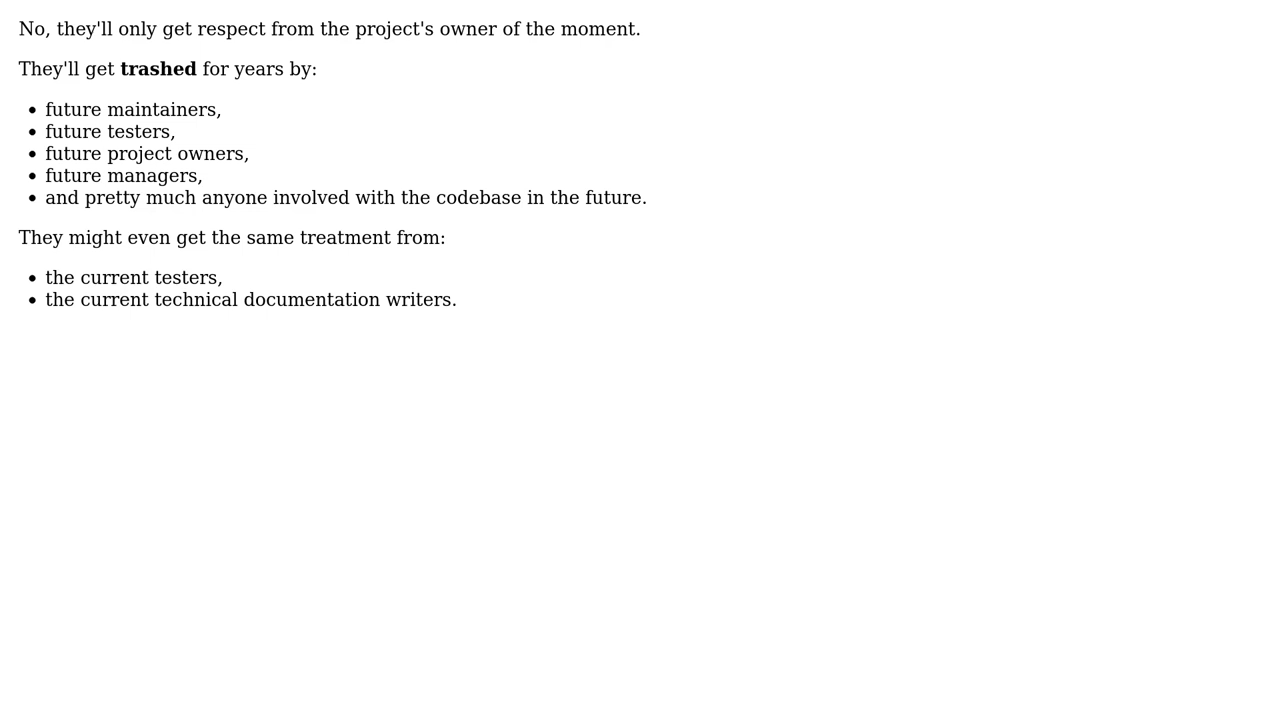 No, they'll only get respect from the project's owner of the moment.
They'll get trashed for years by:
• future maintainers,
• future testers,
• future project owners,
• future managers,
• and pretty much anyone involved with the codebase in the future.
They might even get the same treatment from:
• the current testers,
• the current technical documentation writers.